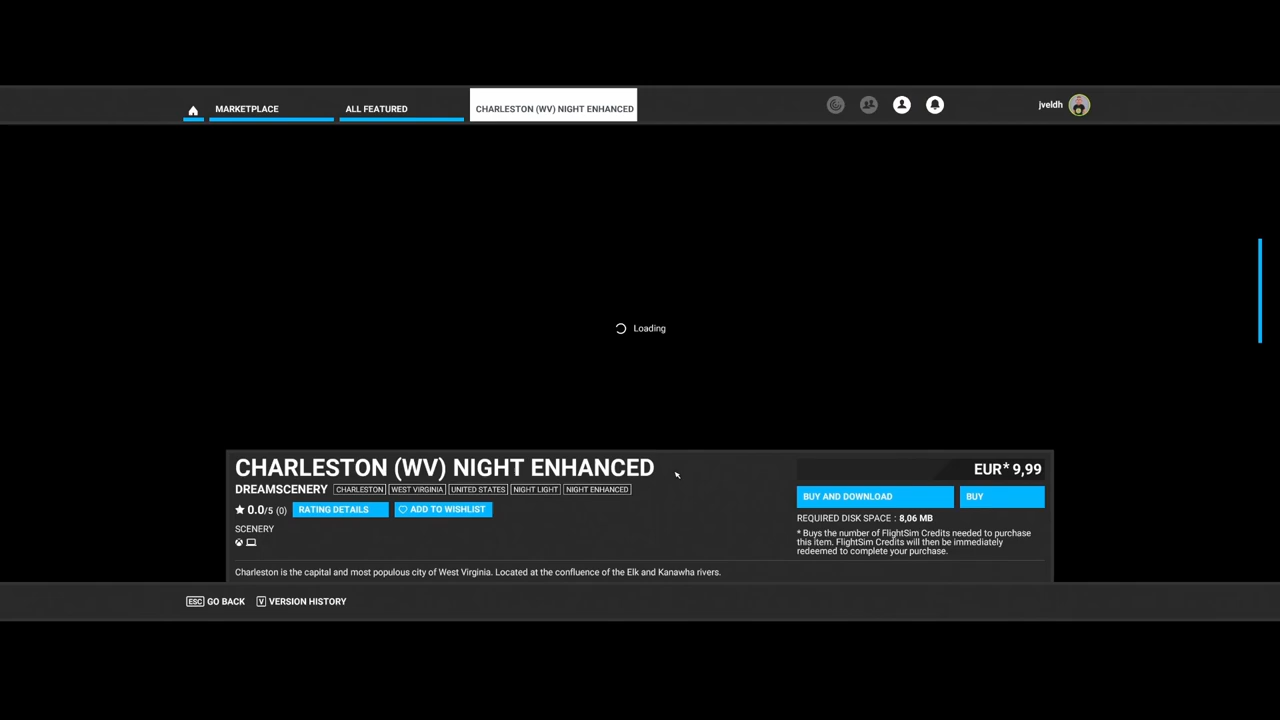 MARKETPLACE
ALL FEATURED
CHARLESTON (WV) NIGHT ENHANCED
jveldh
Loading
CHARLESTON (WV) NIGHT ENHANCED
DREAMSCENERY CHARLESTON WEST VIRGINIA UNITED STATES NIGHT LIGHT NIGHT ENHANCED
0.0/5 (0) RATING DETAILS ADD TO WISHLIST
SCENERY
EUR* 9,99
BUY AND DOWNLOAD BUY
REQUIRED DISK SPACE : 8,06 MB
* Buys the number of FlightSim Credits needed to purchase
this item. FlightSim Credits will then be immediately
redeemed to complete your purchase.
Charleston is the capital and most populous city of West Virginia. Located at the confluence of the Elk and Kanawha rivers.
ESC GO BACK V VERSION HISTORY